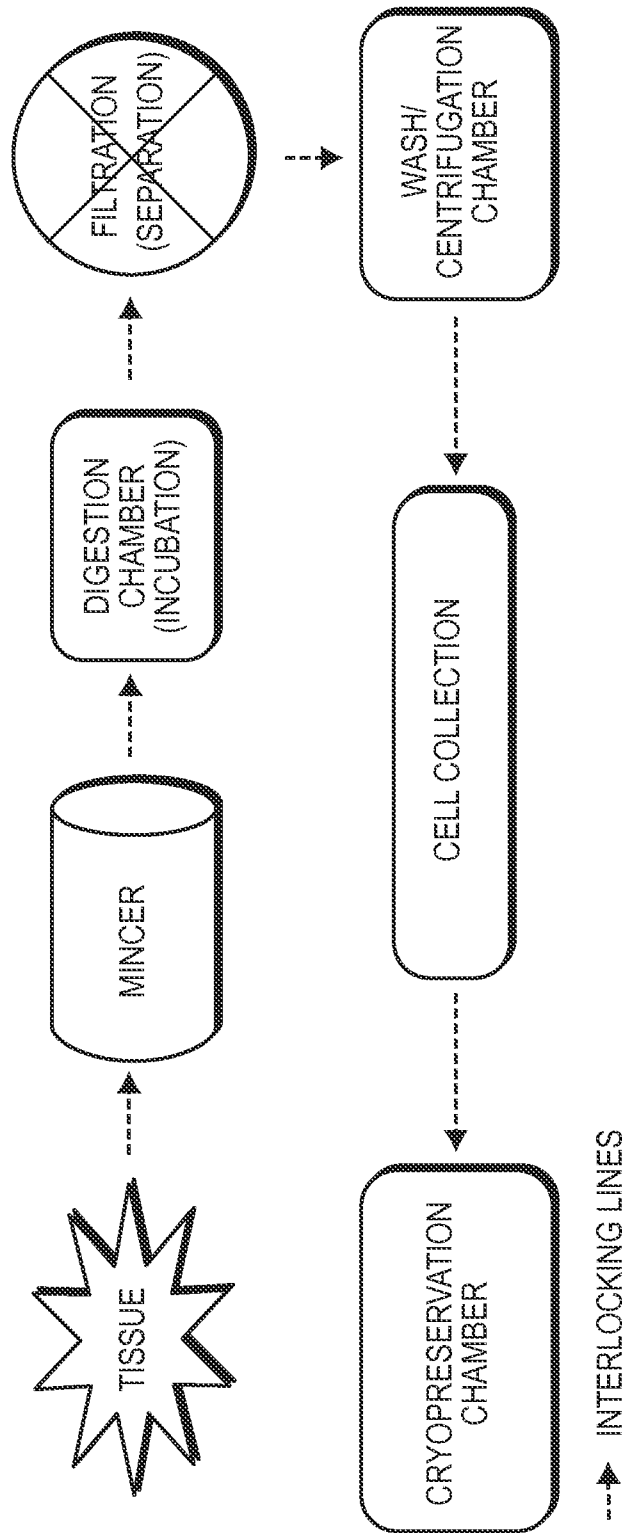 TISSUE
MINCER
DIGESTION
CHAMBER
(INCUBATION)
FILTRATION
(SEPARATION)
WASH/
CENTRIFUGATION
CHAMBER
CELL COLLECTION
CRYOPRESERVATION
CHAMBER
INTERLOCKING LINES